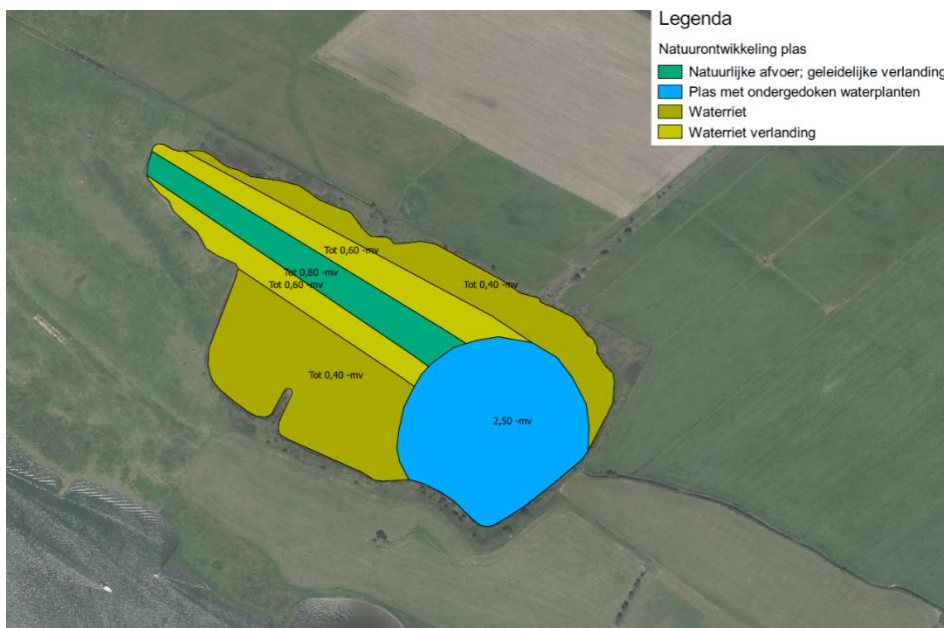 Legenda
Natuurontwikkeling plas
Natuurlijke afvoer; geleidelijke verlanding
Plas met ondergedoken waterplanten
Waterriet
Waterriet verlanding
Tot 0,60 -mv
Tot 0,80 -mv
Tot 0,60 -mv
Tot 0,40 -mv
Tot 0,40 -mv
2,50 -mv